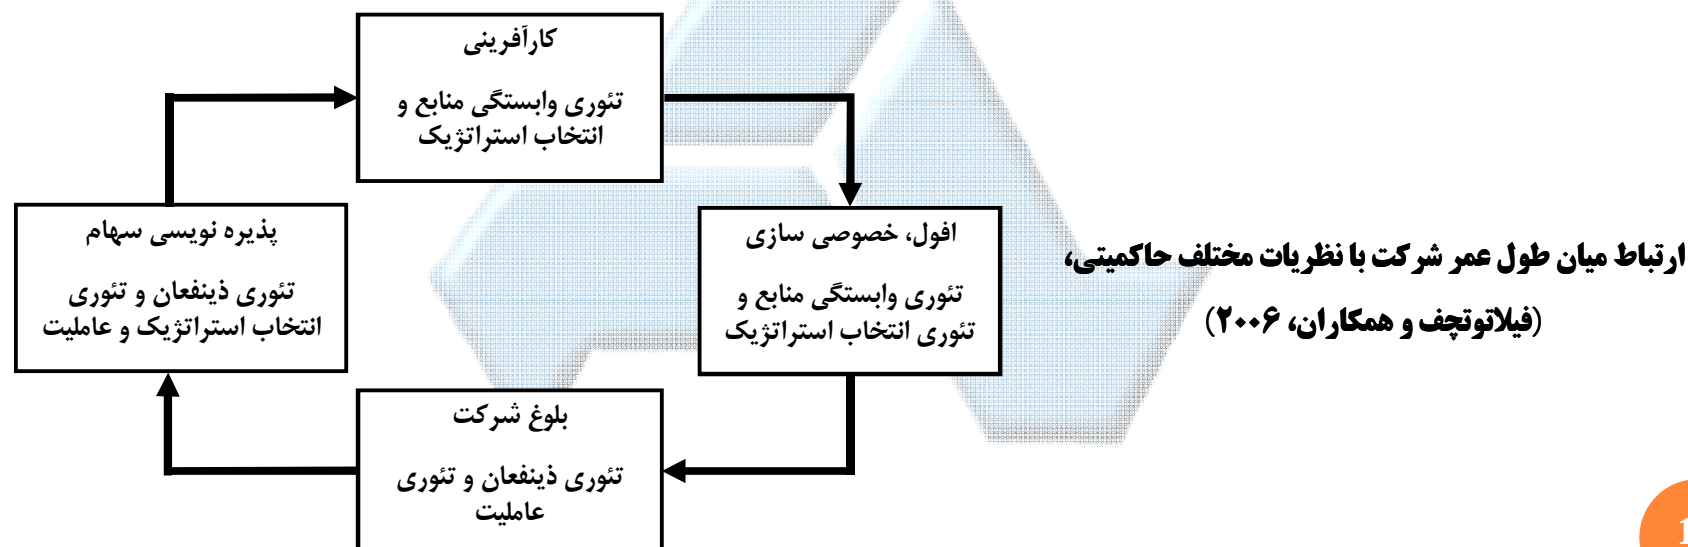 کارآفرینی
تئوری وابستگی منابع و
انتخاب استراتژیک
افول، خصوصی سازی
تئوری وابستگی منابع و
تئوری انتخاب استراتژیک
بلوغ شرکت
تئوری ذینفعان و تئوری
عاملیت
پذیره نویسی سهام
تئوری ذینفعان و تئوری
انتخاب استراتژیک و عاملیت
ارتباط میان طول عمر شرکت با نظریات مختلف حاکمیتی،
(فیلاتوتچف و همکاران، ۲۰۰۶)